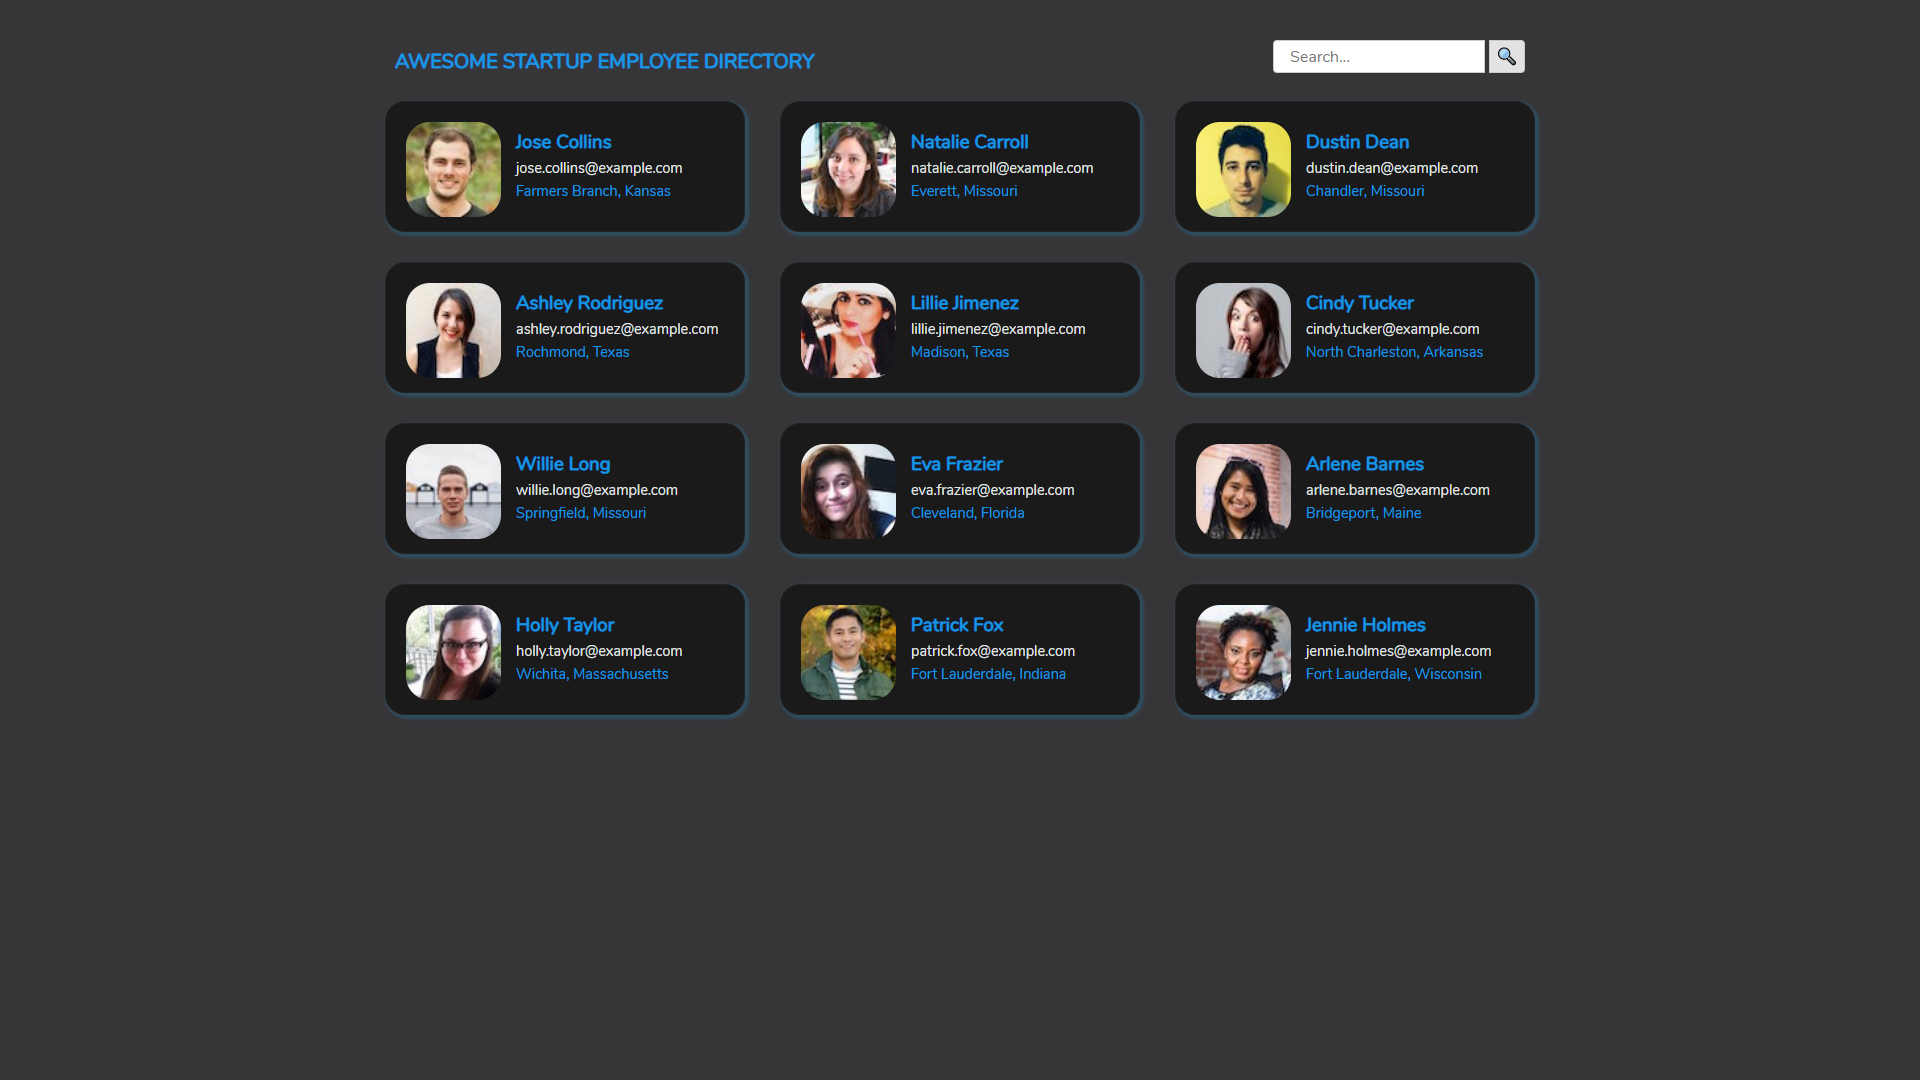 AWESOME STARTUP EMPLOYEE DIRECTORY
Search...
Jose Collins
jose.collins@example.com
Farmers Branch, Kansas
Natalie Carroll
natalie.carroll@example.com
Everett, Missouri
Dustin Dean
dustin.dean@example.com
Chandler, Missouri
Ashley Rodriguez
ashley.rodriguez@example.com
Rochmond, Texas
Lillie Jimenez
lillie.jimenez@example.com
Madison, Texas
Cindy Tucker
cindy.tucker@example.com
North Charleston, Arkansas
Willie Long
willie.long@example.com
Springfield, Missouri
Eva Frazier
eva.frazier@example.com
Cleveland, Florida
Arlene Barnes
arlene.barnes@example.com
Bridgeport, Maine
Holly Taylor
holly.taylor@example.com
Wichita, Massachusetts
Patrick Fox
patrick.fox@example.com
Fort Lauderdale, Indiana
Jennie Holmes
jennie.holmes@example.com
Fort Lauderdale, Wisconsin